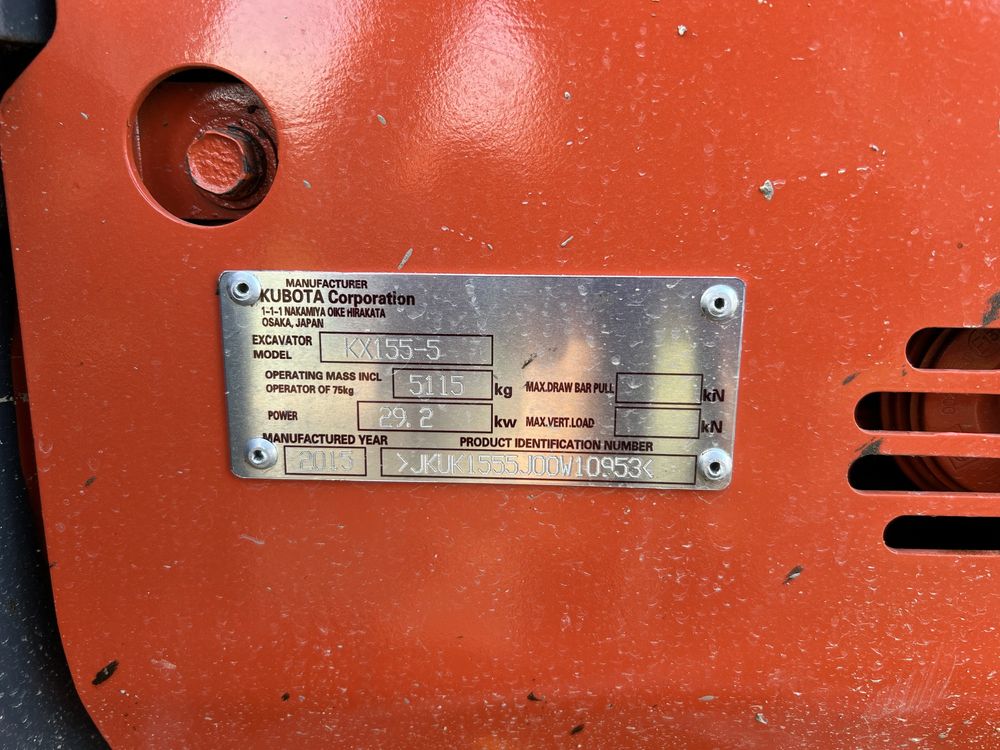 MANUFACTURER
KUBOTA Corporation
1-1-1 NAKAMIYA OIKE HIRAKATA
OSAKA, JAPAN
EXCAVATOR MODEL KX155-5
OPERATING MASS INCL OPERATOR OF 75kg 5115 kg MAX.DRAW BAR PULL kN
POWER 29.2 kw MAX.VERT.LOAD kN
MANUFACTURED YEAR PRODUCT IDENTIFICATION NUMBER
2015 >JKUK1555J00W10953<